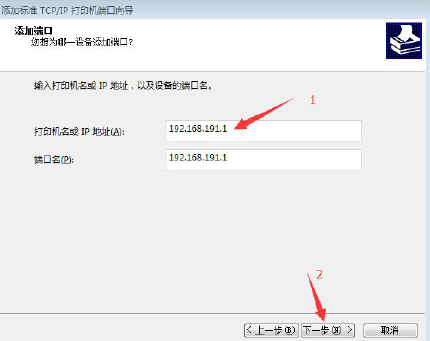 添加标准 TCP/IP 打印机端口向导
添加端口
您想为哪一设备添加端口?
输入打印机名或 IP 地址，以及设备的端口名。
1
打印机名或 IP 地址(A):
192.168.191.1
端口名(P):
192.168.191.1
2
< 上一步(B)
下一步(N) >
取消